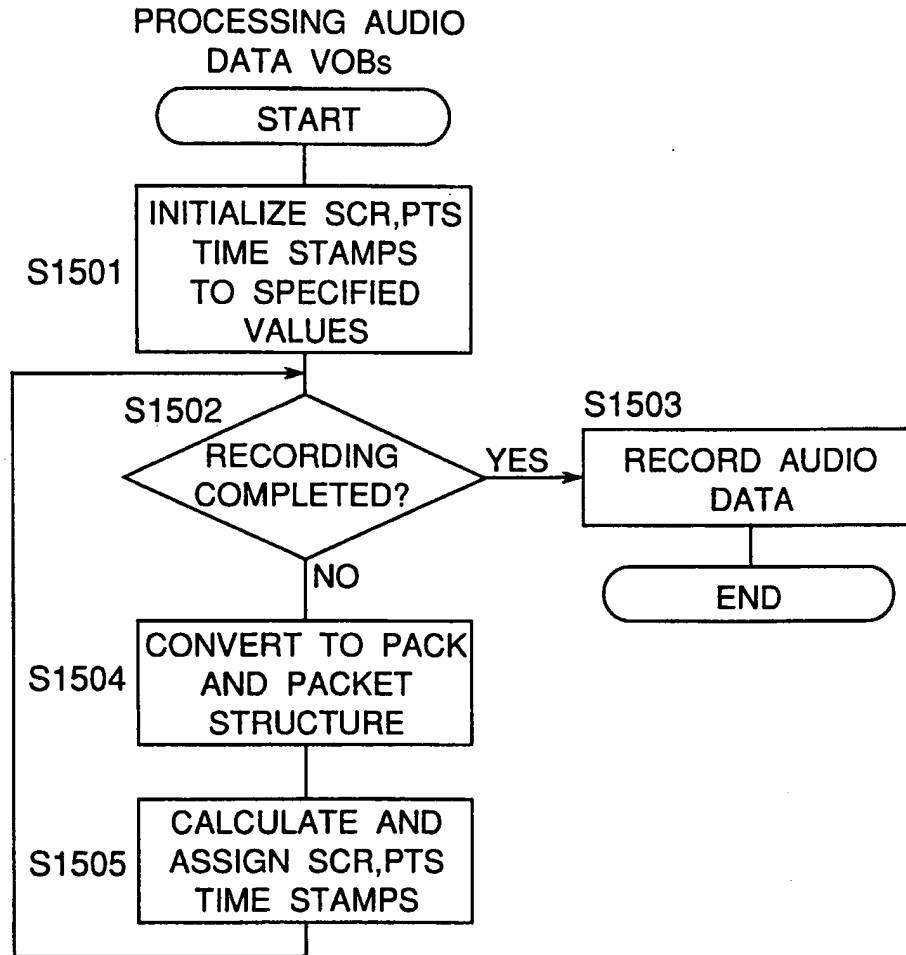 PROCESSING AUDIO
DATA VOBs
START
S1501
INITIALIZE SCR,PTS
TIME STAMPS
TO SPECIFIED
VALUES
S1502
RECORDING
COMPLETED?
YES
S1503
RECORD AUDIO
DATA
END
NO
S1504
CONVERT TO PACK
AND PACKET
STRUCTURE
S1505
CALCULATE AND
ASSIGN SCR,PTS
TIME STAMPS